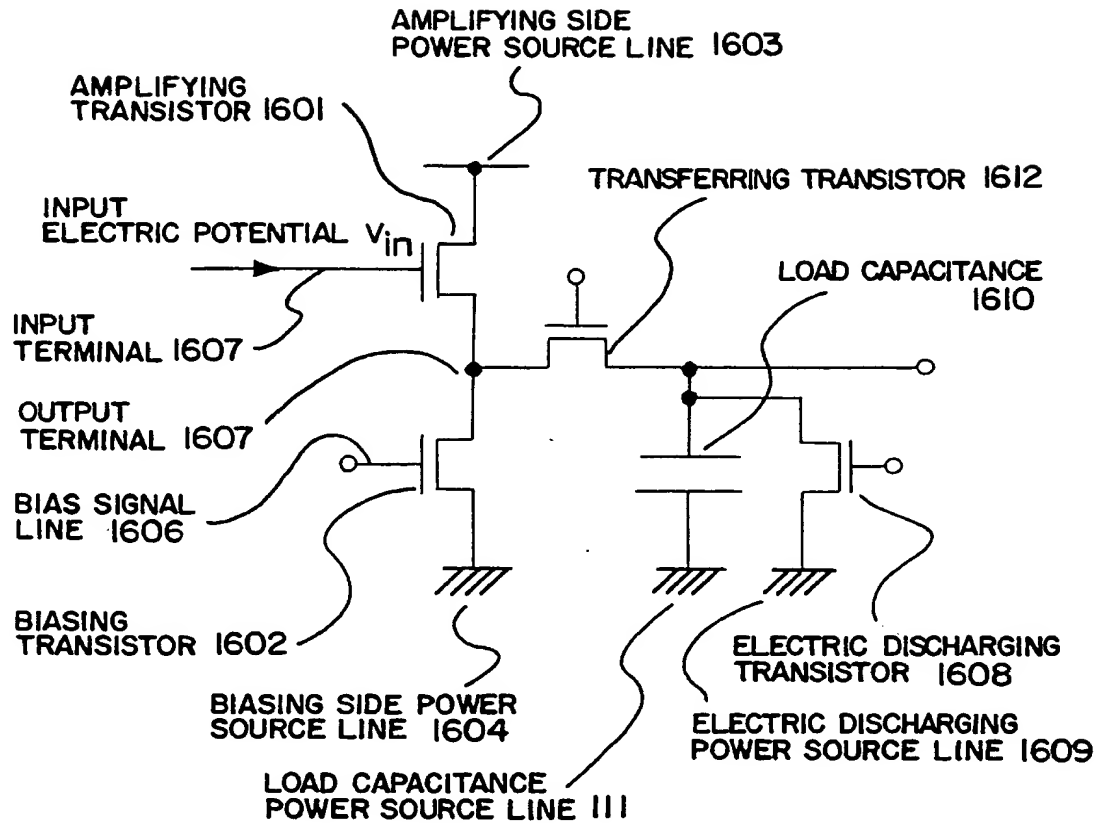 AMPLIFYING SIDE
POWER SOURCE LINE 1603
AMPLIFYING
TRANSISTOR 1601
TRANSFERRING TRANSISTOR 1612
INPUT
ELECTRIC POTENTIAL Vin
LOAD CAPACITANCE
1610
INPUT
TERMINAL 1607
OUTPUT
TERMINAL 1607
BIAS SIGNAL
LINE 1606
BIASING
TRANSISTOR 1602
ELECTRIC DISCHARGING
TRANSISTOR 1608
BIASING SIDE POWER
SOURCE LINE 1604
ELECTRIC DISCHARGING
POWER SOURCE LINE 1609
LOAD CAPACITANCE
POWER SOURCE LINE 111